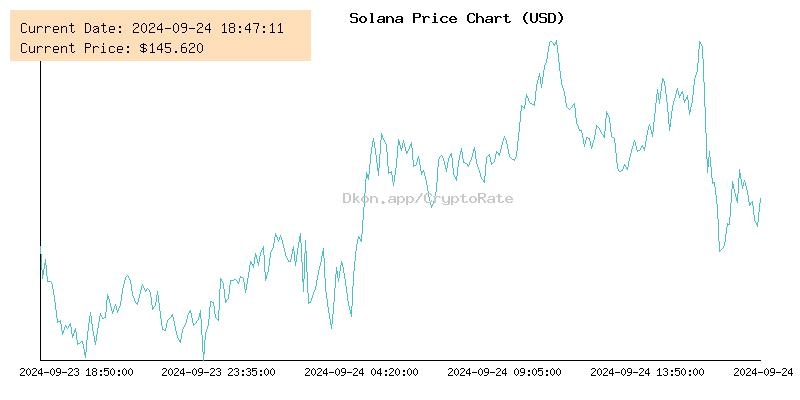 Solana Price Chart (USD)
Current Date: 2024-09-24 18:47:11
Current Price: $145.620
Dkon.app/CryptoRate
2024-09-23 18:50:00 2024-09-23 23:35:00 2024-09-24 04:20:00 2024-09-24 09:05:00 2024-09-24 13:50:00 2024-09-24